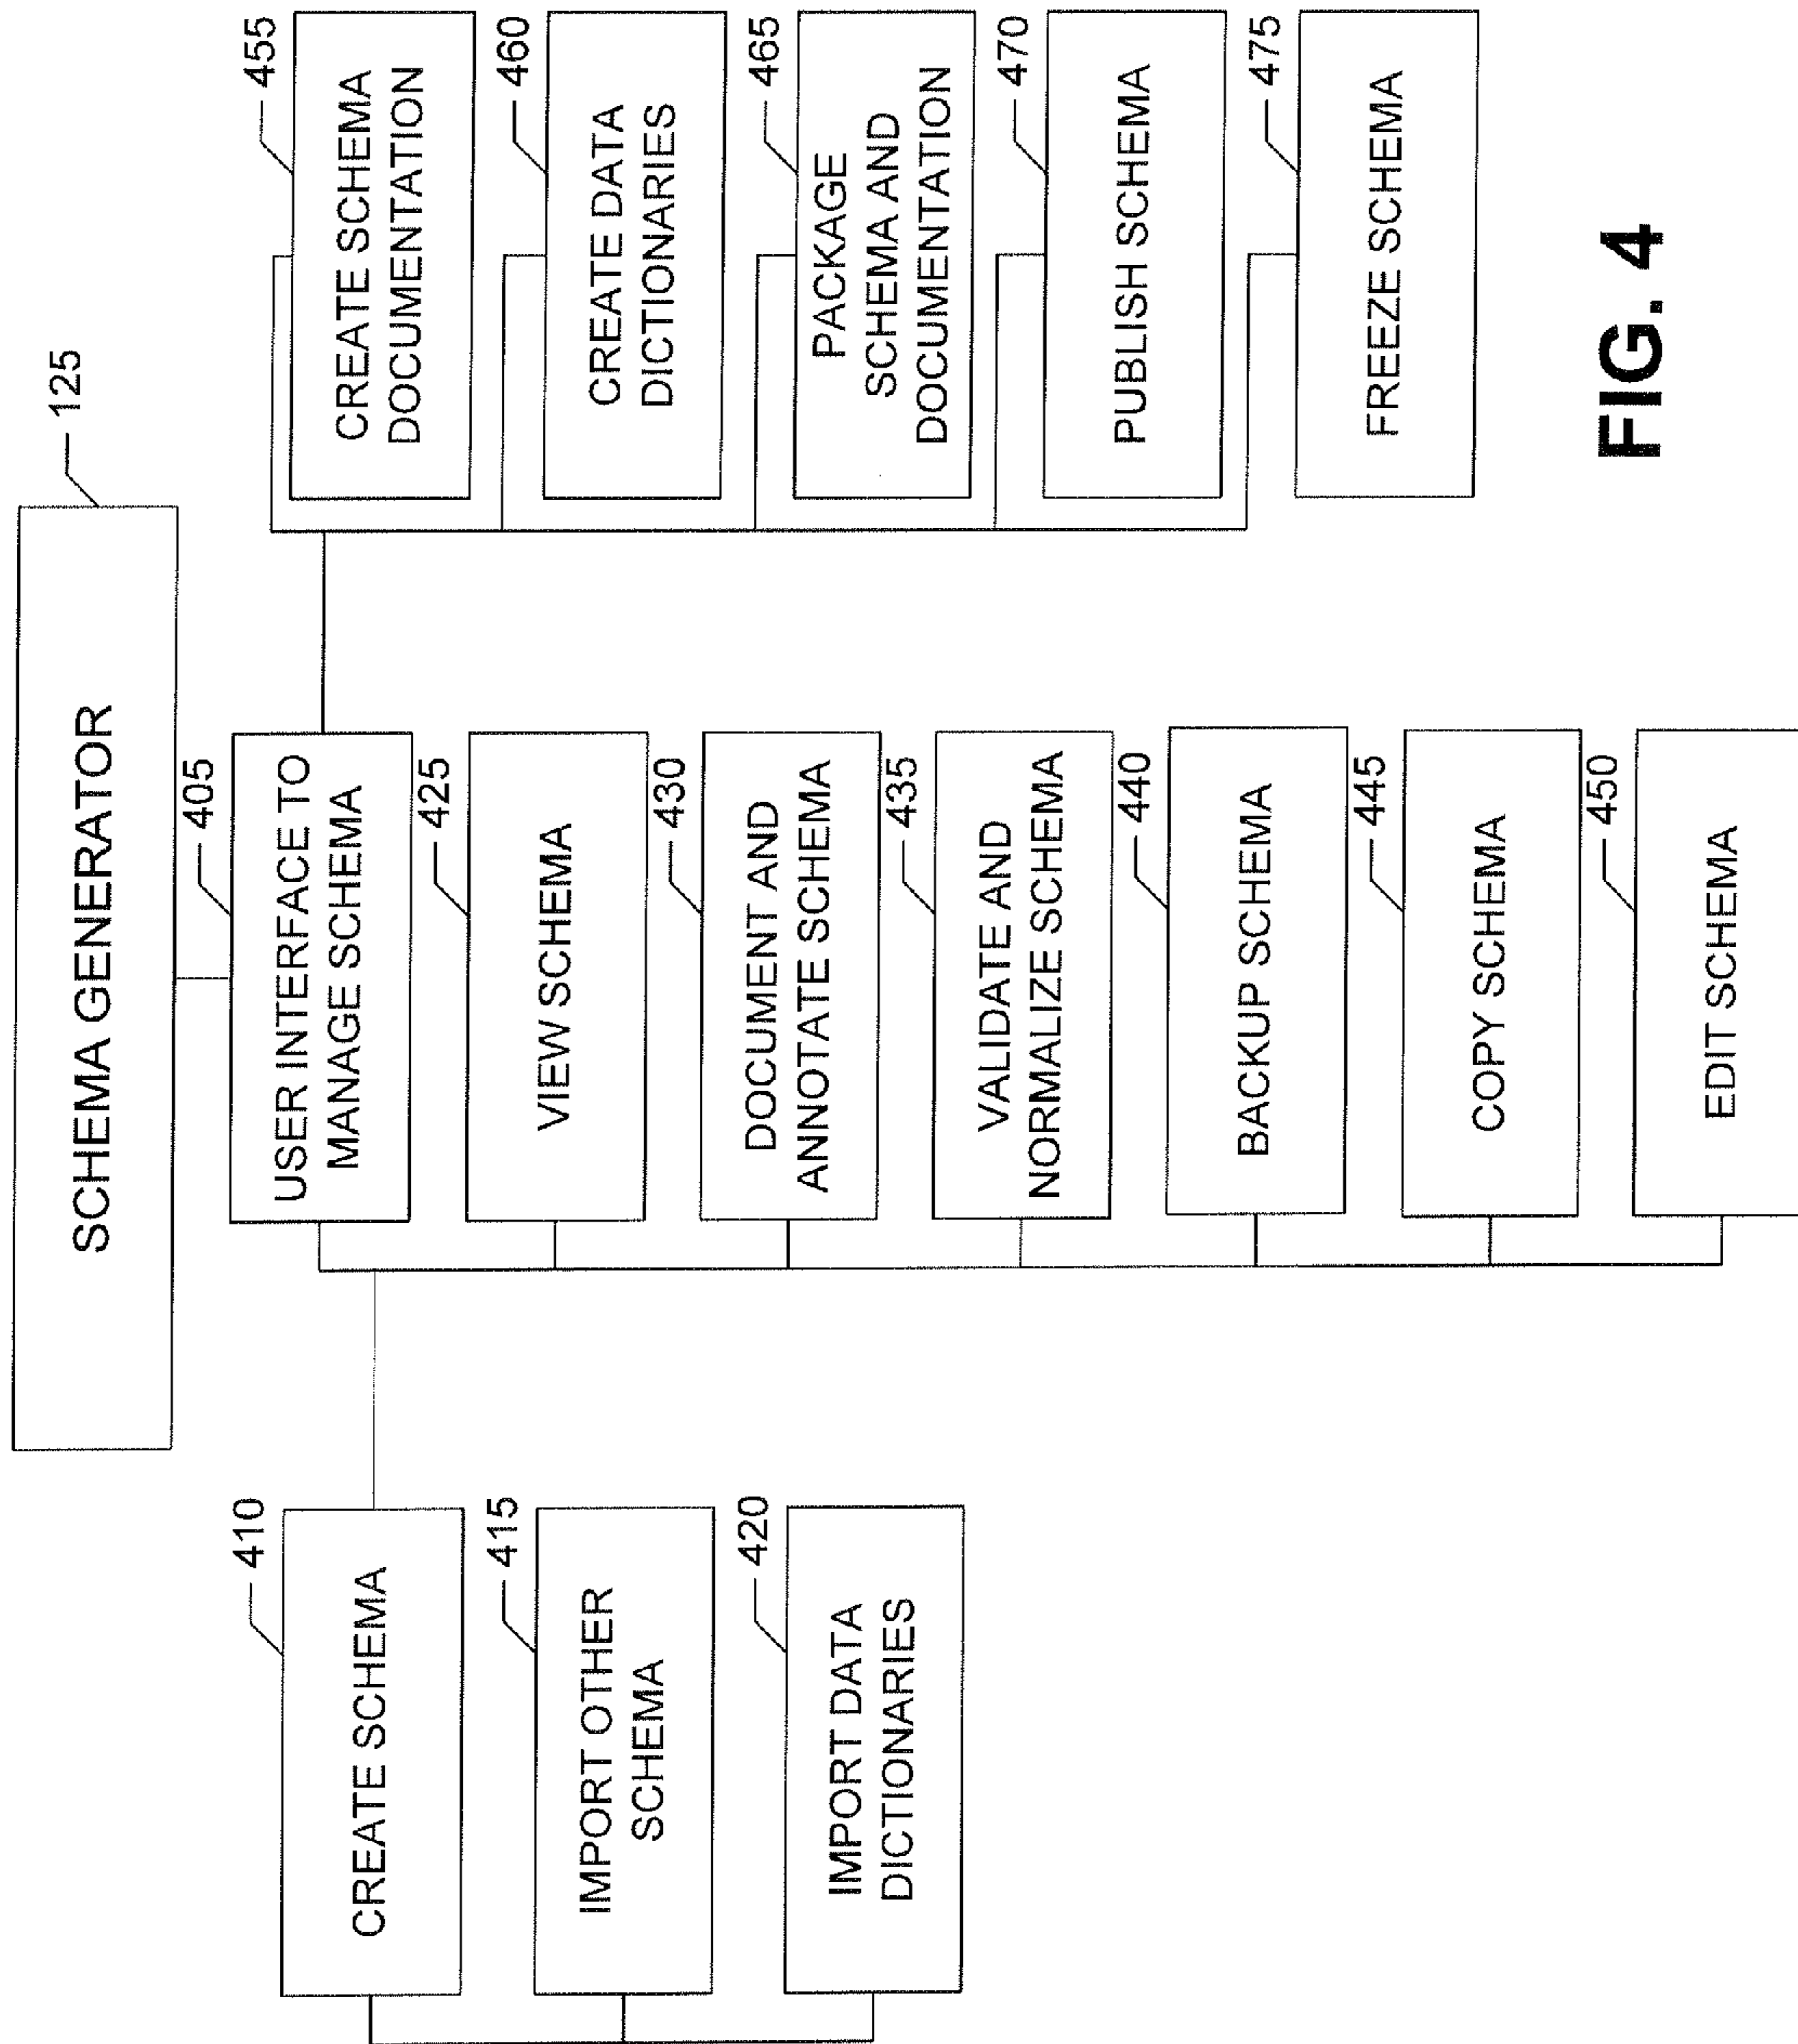 SCHEMA GENERATOR
125
405
USER INTERFACE TO
MANAGE SCHEMA
410
CREATE SCHEMA
415
IMPORT OTHER
SCHEMA
420
IMPORT DATA
DICTIONARIES
425
VIEW SCHEMA
430
DOCUMENT AND
ANNOTATE SCHEMA
435
VALIDATE AND
NORMALIZE SCHEMA
440
BACKUP SCHEMA
445
COPY SCHEMA
450
EDIT SCHEMA
455
CREATE SCHEMA
DOCUMENTATION
460
CREATE DATA
DICTIONARIES
465
PACKAGE
SCHEMA AND
DOCUMENTATION
470
PUBLISH SCHEMA
475
FREEZE SCHEMA
FIG. 4